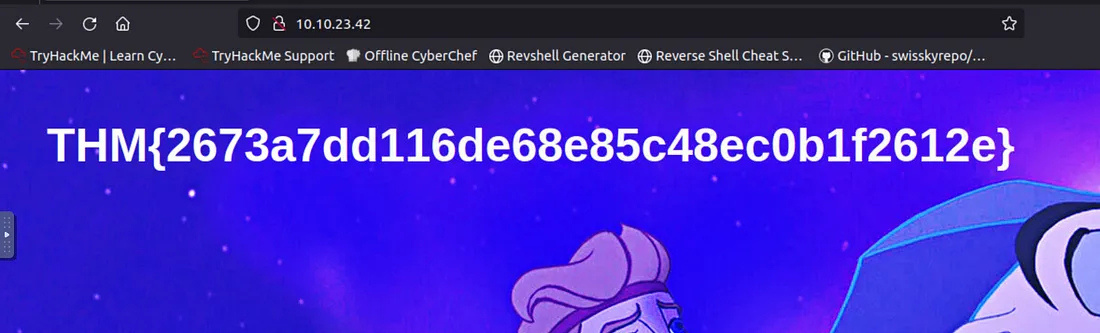 10.10.23.42
TryHackMe | Learn Cy... TryHackMe Support Offline CyberChef Revshell Generator Reverse Shell Cheat S... GitHub - swisskyrepo/...
THM{2673a7dd116de68e85c48ec0b1f2612e}